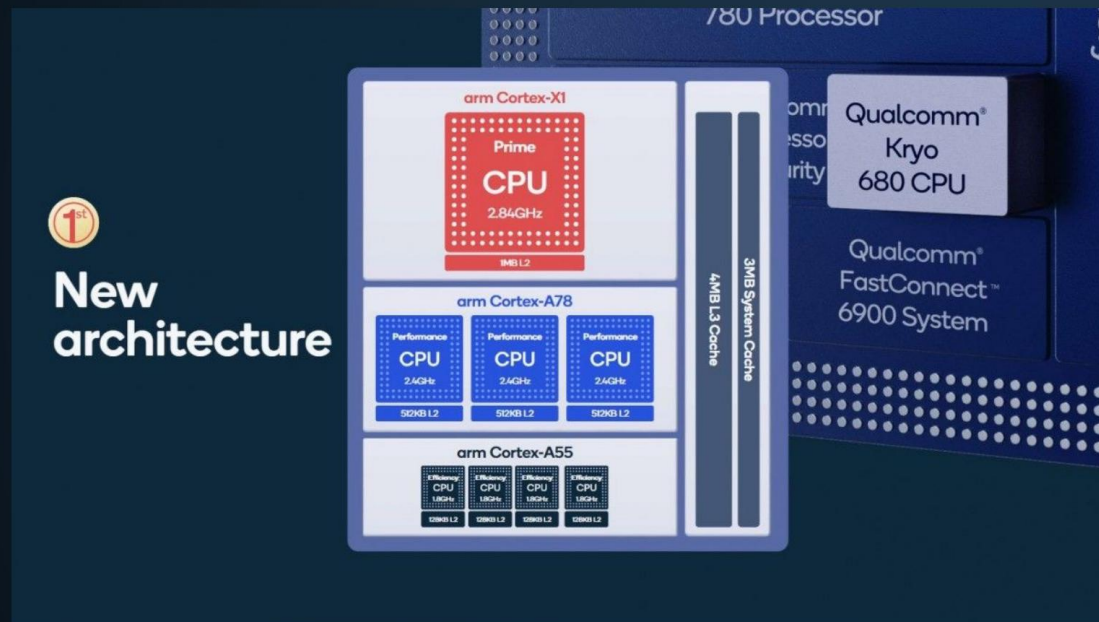 1st
New
architecture
arm Cortex-X1
Prime
CPU
2.84GHz
1MB L2
arm Cortex-A78
Performance
CPU
2.4GHz
512KB L2
Performance
CPU
2.4GHz
512KB L2
Performance
CPU
2.4GHz
512KB L2
arm Cortex-A55
Efficiency
CPU
1.8GHz
128KB L2
Efficiency
CPU
1.8GHz
128KB L2
Efficiency
CPU
1.8GHz
128KB L2
Efficiency
CPU
1.8GHz
128KB L2
4MB L3 Cache
3MB System Cache
780 Processor
Qualcomm®
Kryo
680 CPU
Qualcomm®
FastConnect™
6900 System